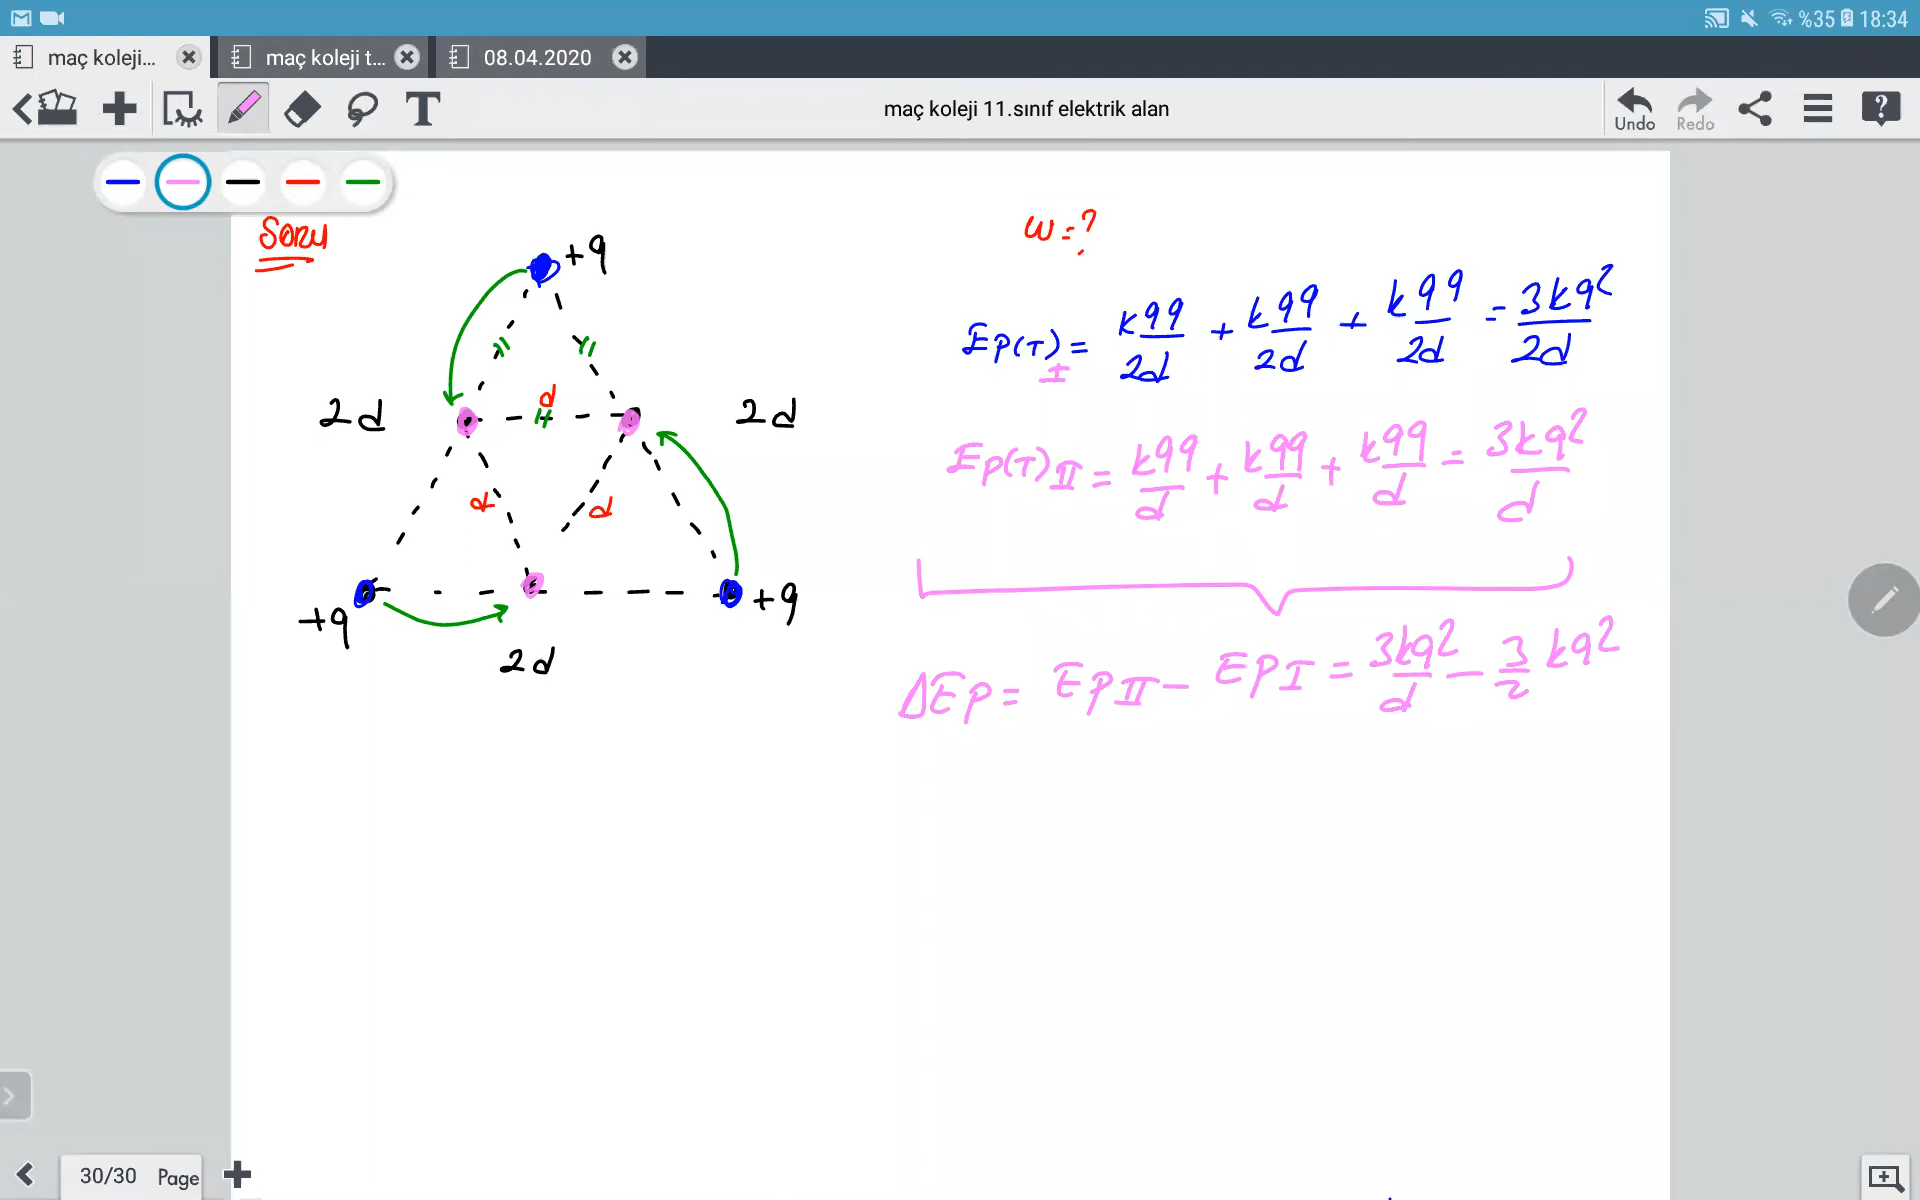 %35 18:34
maç koleji... maç koleji t... 08.04.2020
T maç koleji 11.sınıf elektrik alan Undo Redo ?
Soru
+q
2d d 2d
d d
+q +q
2d
W=?
Ep(T) I = kqq/2d + kqq/2d + kqq/2d = 3kq²/2d
Ep(T) II = kqq/d + kqq/d + kqq/d = 3kq²/d
ΔEp = EpII - EpI = 3kq²/d - 3/2 kq²
30/30 Page